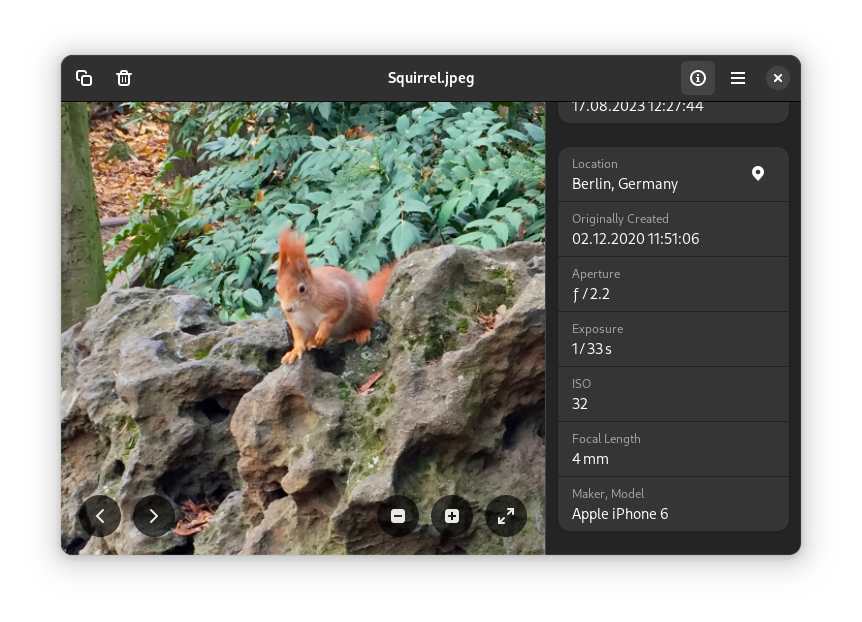 Squirrel.jpeg
17.08.2023 12:27:44
Location
Berlin, Germany
Originally Created
02.12.2020 11:51:06
Aperture
ƒ / 2.2
Exposure
1 / 33 s
ISO
32
Focal Length
4 mm
Maker, Model
Apple iPhone 6